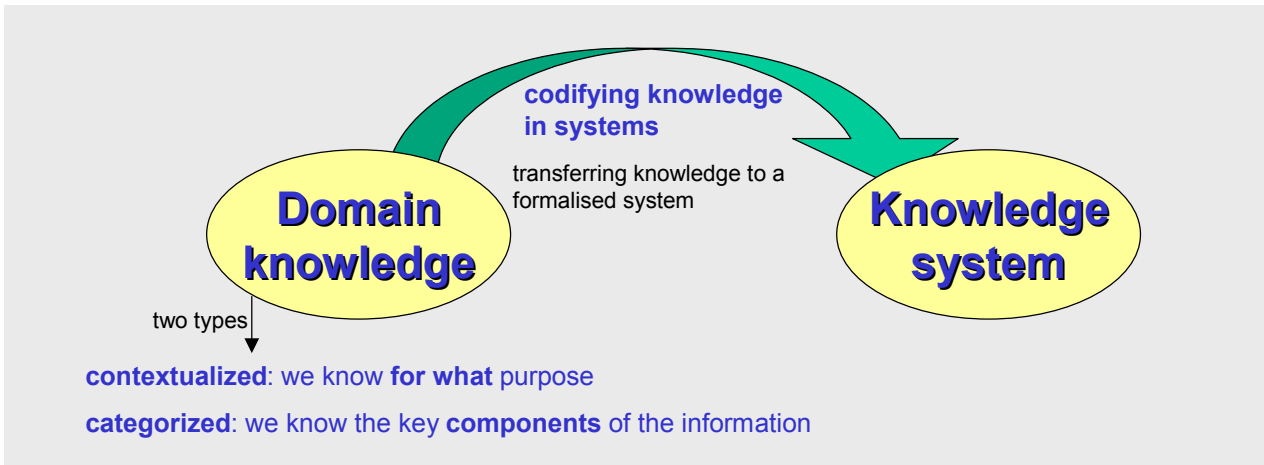 codifying knowledge
in systems
transferring knowledge to a
formalised system
Domain
knowledge
Knowledge
system
two types
contextualized: we know for what purpose
categorized: we know the key components of the information